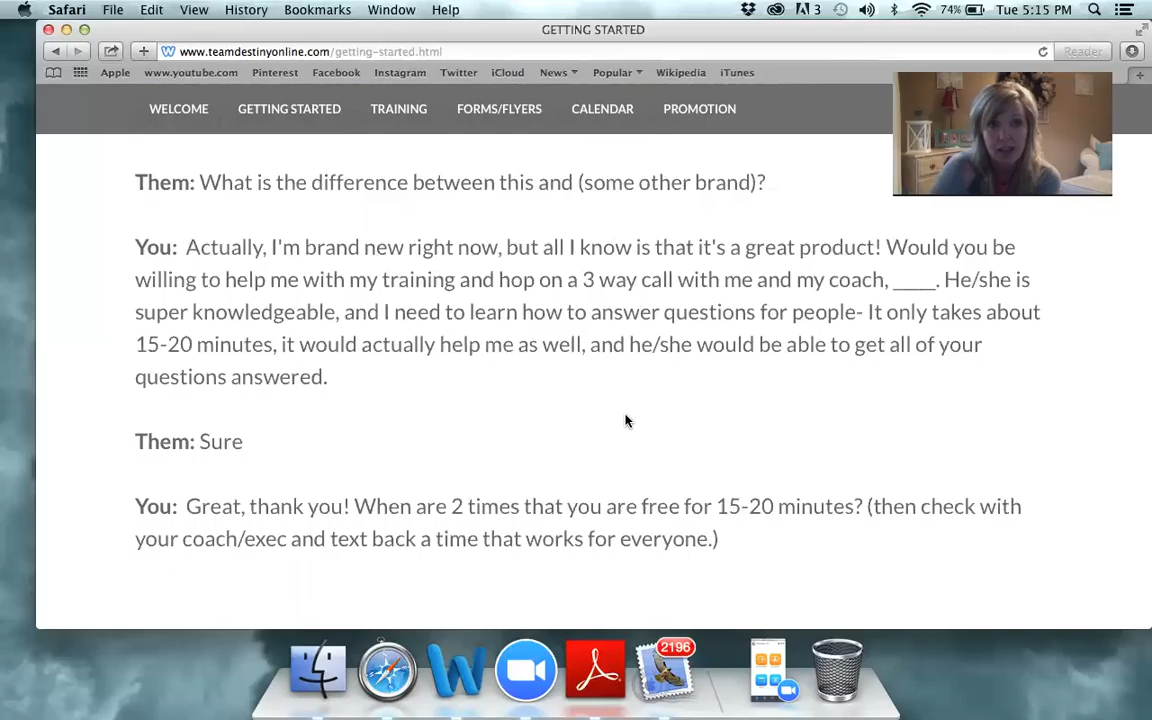 Safari File Edit View History Bookmarks Window Help 3 74% Tue 5:15 PM
GETTING STARTED
www.teamdestinyonline.com/getting-started.html Reader
Apple www.youtube.com Pinterest Facebook Instagram Twitter iCloud News Popular Wikipedia iTunes
WELCOME GETTING STARTED TRAINING FORMS/FLYERS CALENDAR PROMOTION
Them: What is the difference between this and (some other brand)?
You: Actually, I'm brand new right now, but all I know is that it's a great product! Would you be
willing to help me with my training and hop on a 3 way call with me and my coach, ____. He/she is
super knowledgeable, and I need to learn how to answer questions for people- It only takes about
15-20 minutes, it would actually help me as well, and he/she would be able to get all of your
questions answered.
Them: Sure
You: Great, thank you! When are 2 times that you are free for 15-20 minutes? (then check with
your coach/exec and text back a time that works for everyone.)
2196